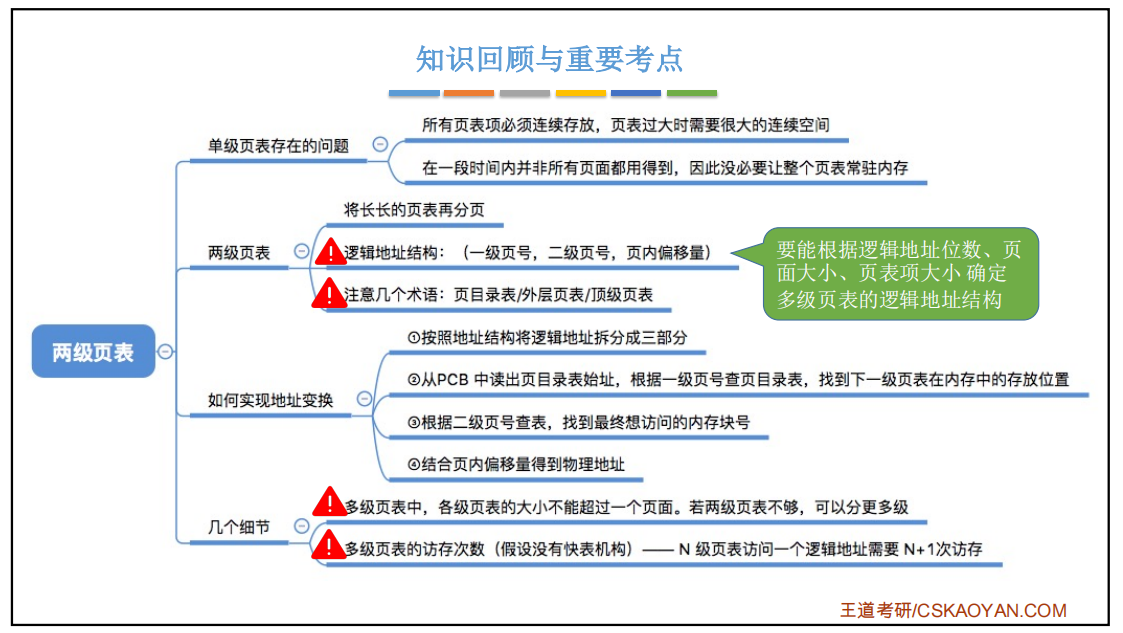 知识回顾与重要考点
两级页表
单级页表存在的问题
所有页表项必须连续存放，页表过大时需要很大的连续空间
在一段时间内并非所有页面都用得到，因此没必要让整个页表常驻内存
两级页表
将长长的页表再分页
逻辑地址结构：（一级页号，二级页号，页内偏移量）
要能根据逻辑地址位数、页
面大小、页表项大小 确定
多级页表的逻辑地址结构
注意几个术语：页目录表/外层页表/顶级页表
如何实现地址变换
①按照地址结构将逻辑地址拆分成三部分
②从PCB 中读出页目录表始址，根据一级页号查页目录表，找到下一级页表在内存中的存放位置
③根据二级页号查表，找到最终想访问的内存块号
④结合页内偏移量得到物理地址
几个细节
多级页表中，各级页表的大小不能超过一个页面。若两级页表不够，可以分更多级
多级页表的访存次数（假设没有快表机构）—— N 级页表访问一个逻辑地址需要 N+1次访存
王道考研/CSKAOYAN.COM